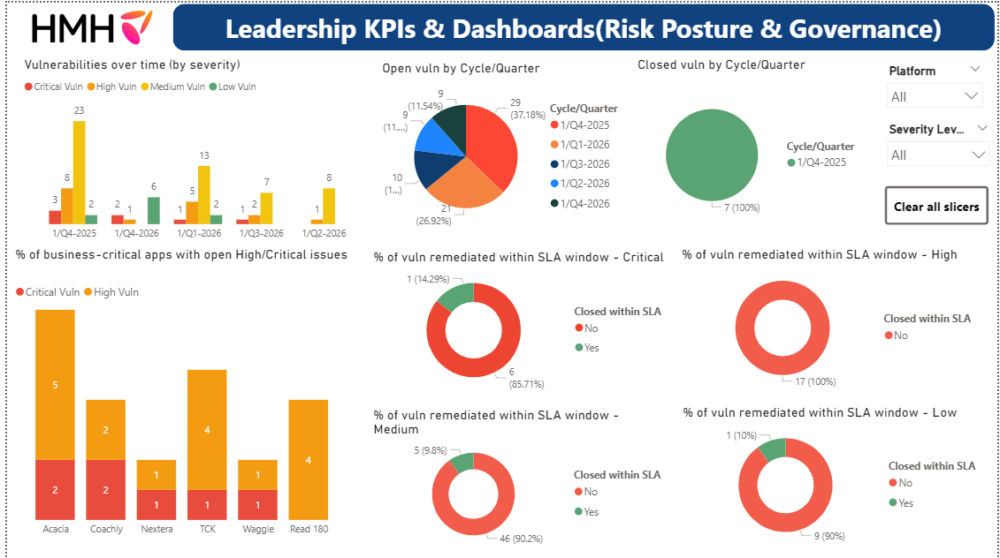 HMH
Leadership KPIs & Dashboards(Risk Posture & Governance)
Vulnerabilities over time (by severity)
Critical Vuln High Vuln Medium Vuln Low Vuln
3 8 23 2
2 1 6
1 5 13 2
1 2 7
1 8
1/Q4-2025 1/Q4-2026 1/Q1-2026 1/Q3-2026 1/Q2-2026
Open vuln by Cycle/Quarter
9
(11.54%)
9
(11....)
10
(1...)
21
(26.92%)
29
(37.18%)
Cycle/Quarter
1/Q4-2025
1/Q1-2026
1/Q3-2026
1/Q2-2026
1/Q4-2026
Closed vuln by Cycle/Quarter
7 (100%)
Cycle/Quarter
1/Q4-2025
Platform
All
Severity Lev...
All
Clear all slicers
% of business-critical apps with open High/Critical issues
Critical Vuln High Vuln
5 2 1 4 1 4
2 2 1 1 1
Acacia Coachly Nextera TCK Waggle Read 180
% of vuln remediated within SLA window - Critical
1 (14.29%)
6
(85.71%)
Closed within SLA
No
Yes
% of vuln remediated within SLA window - High
17 (100%)
Closed within SLA
No
% of vuln remediated within SLA window -
Medium
5 (9.8%)
46 (90.2%)
Closed within SLA
No
Yes
% of vuln remediated within SLA window - Low
1 (10%)
9 (90%)
Closed within SLA
No
Yes